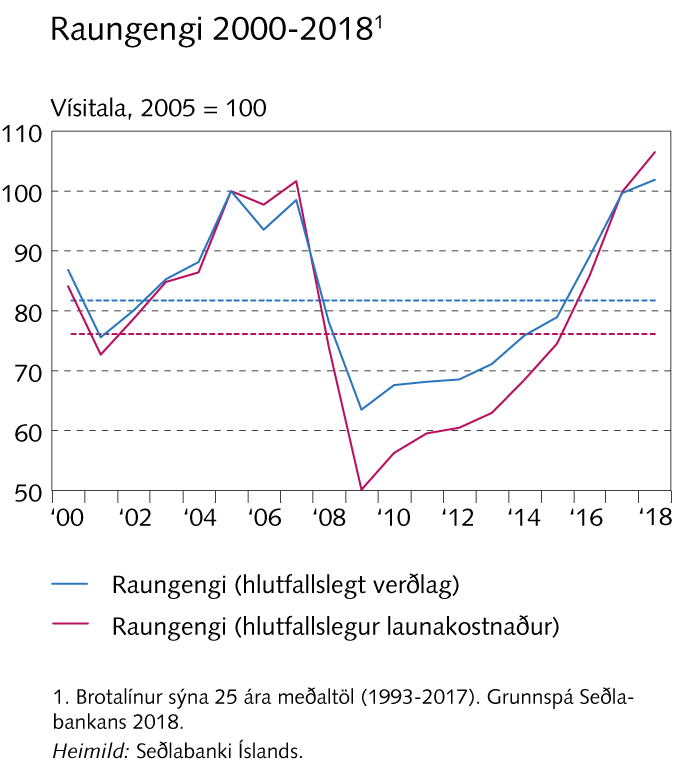 Raungengi 2000-2018¹
Vísitala, 2005 = 100
110
100
90
80
70
60
50
‘00 ‘02 ‘04 ‘06 ‘08 ‘10 ‘12 ‘14 ‘16 ‘18
Raungengi (hlutfallslegt verðlag)
Raungengi (hlutfallslegur launakostnaður)
1. Brotalínur sýna 25 ára meðaltöl (1993-2017). Grunnspá Seðla-
bankans 2018.
Heimild: Seðlabanki Íslands.